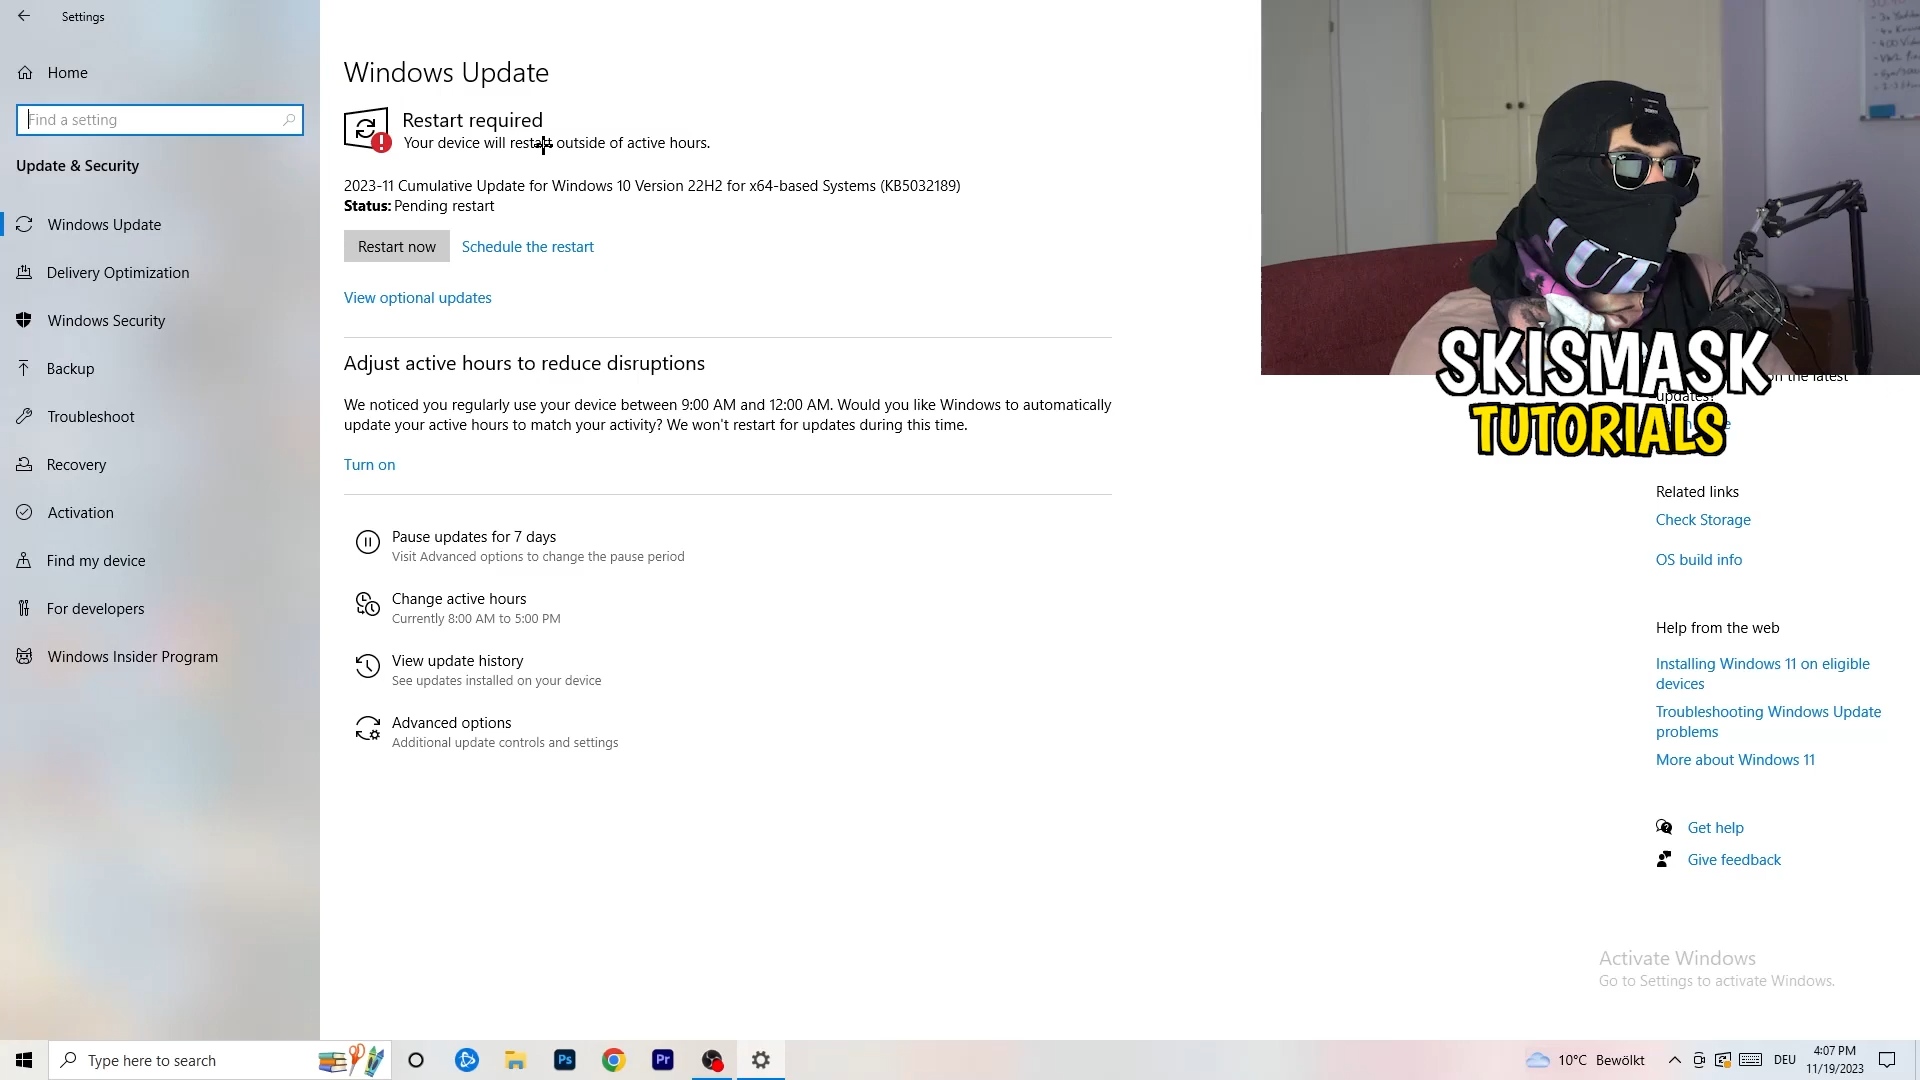 Settings
Home
Find a setting
Update & Security
Windows Update
Delivery Optimization
Windows Security
Backup
Troubleshoot
Recovery
Activation
Find my device
For developers
Windows Insider Program
Windows Update
Restart required
Your device will restart outside of active hours.
2023-11 Cumulative Update for Windows 10 Version 22H2 for x64-based Systems (KB5032189)
Status: Pending restart
Restart now
Schedule the restart
View optional updates
Adjust active hours to reduce disruptions
We noticed you regularly use your device between 9:00 AM and 12:00 AM. Would you like Windows to automatically
update your active hours to match your activity? We won't restart for updates during this time.
Turn on
Pause updates for 7 days
Visit Advanced options to change the pause period
Change active hours
Currently 8:00 AM to 5:00 PM
View update history
See updates installed on your device
Advanced options
Additional update controls and settings
SKISMASK
TUTORIALS
on the latest
updates?
Related links
Check Storage
OS build info
Help from the web
Installing Windows 11 on eligible
devices
Troubleshooting Windows Update
problems
More about Windows 11
Get help
Give feedback
Activate Windows
Go to Settings to activate Windows.
Type here to search
Ps
Pr
10°C Bewölkt
DEU
4:07 PM
11/19/2023